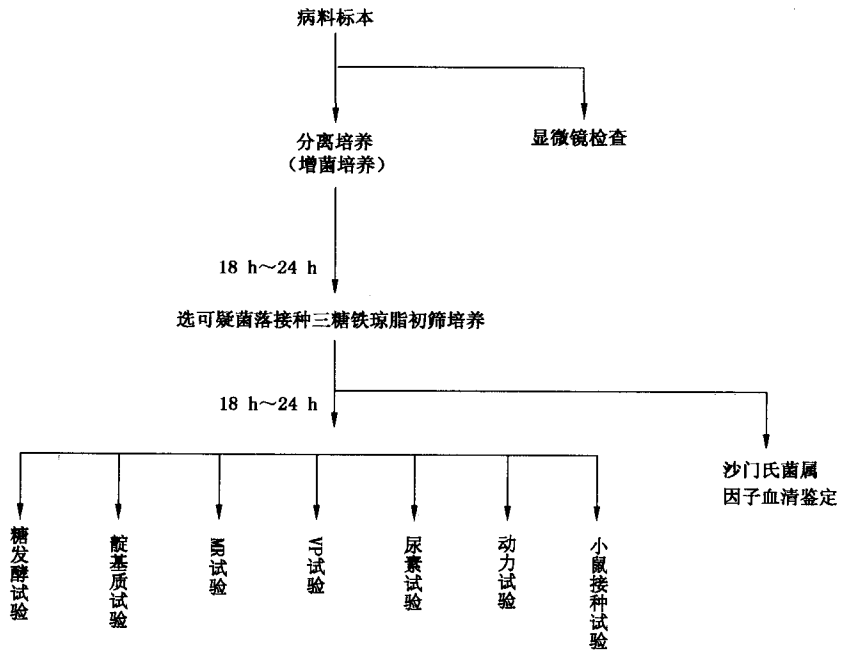 病料标本
分离培养
（增菌培养）
显微镜检查
18 h～24 h
选可疑菌落接种三糖铁琼脂初筛培养
18 h～24 h
沙门氏菌属
因子血清鉴定
糖发酵试验
靛基质试验
MR试验
VP试验
尿素试验
动力试验
小鼠接种试验